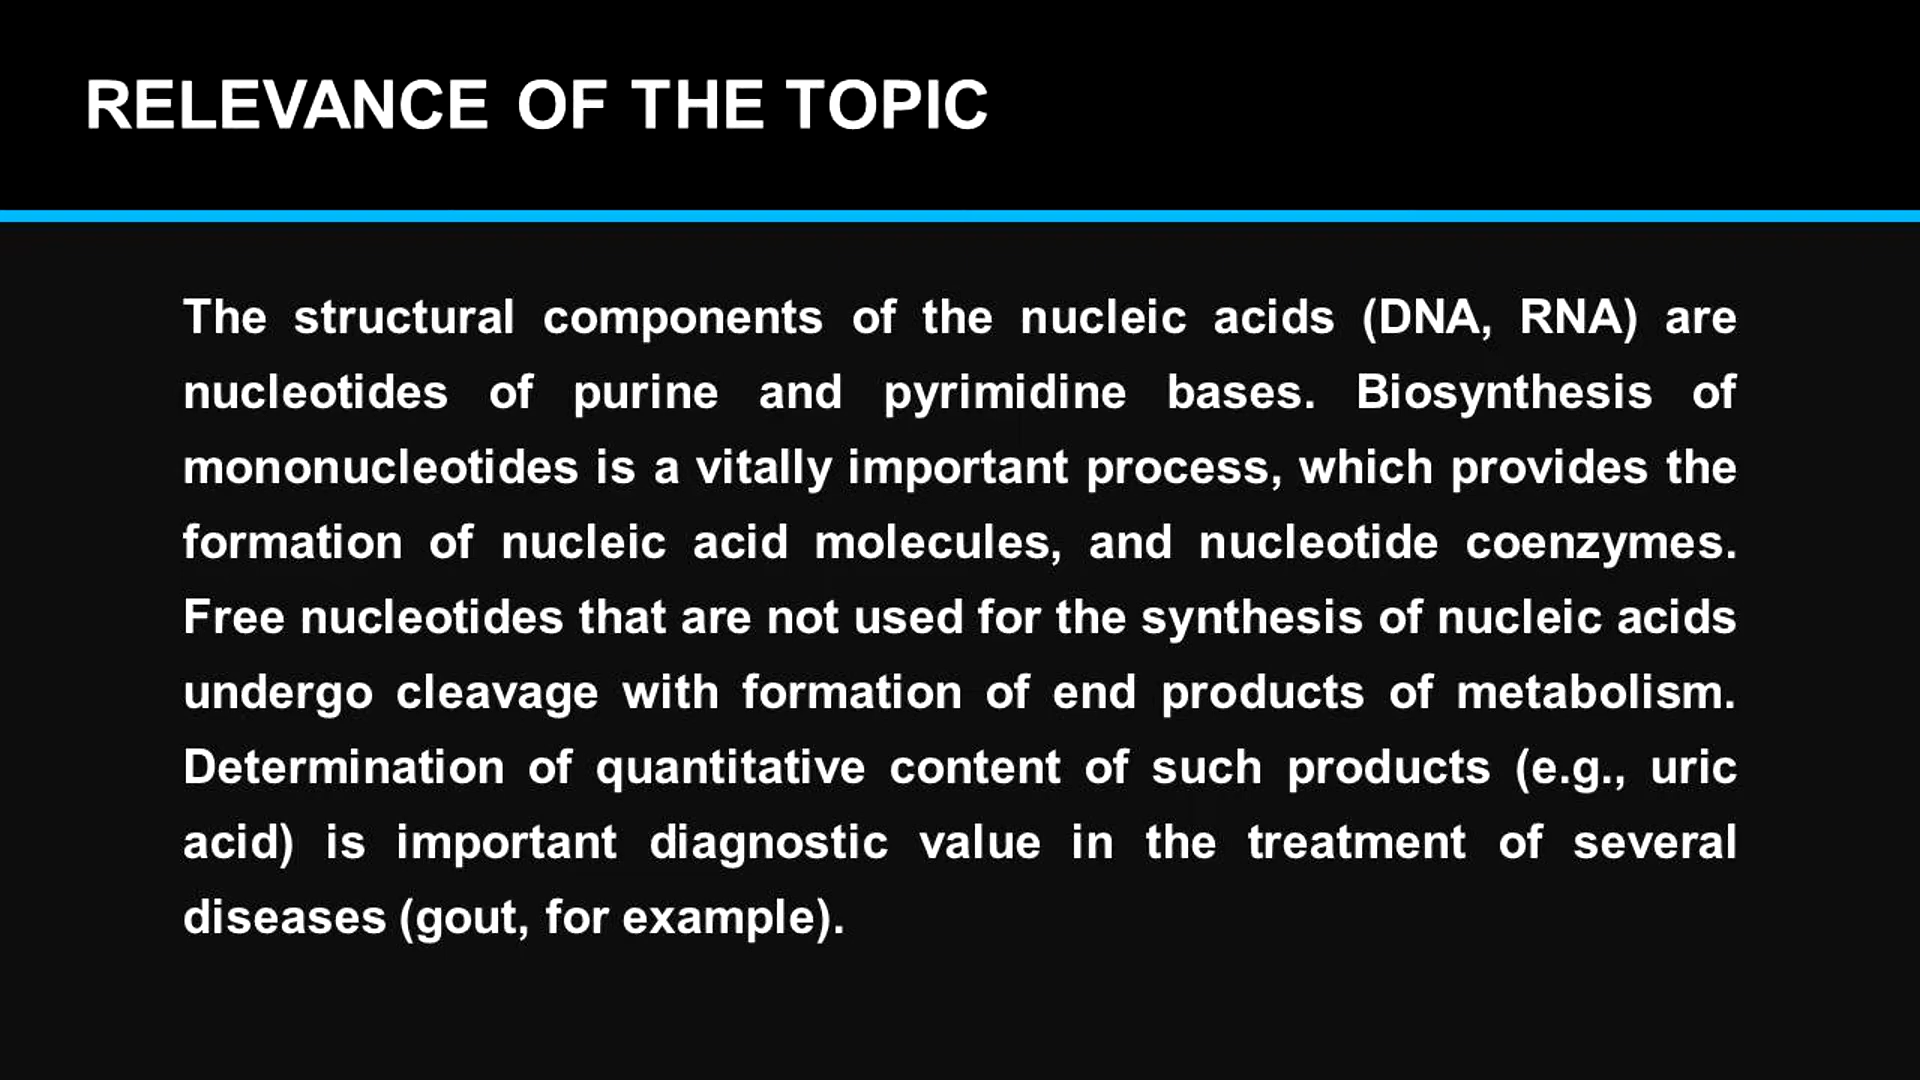 RELEVANCE OF THE TOPIC
The structural components of the nucleic acids (DNA, RNA) are
nucleotides of purine and pyrimidine bases. Biosynthesis of
mononucleotides is a vitally important process, which provides the
formation of nucleic acid molecules, and nucleotide coenzymes.
Free nucleotides that are not used for the synthesis of nucleic acids
undergo cleavage with formation of end products of metabolism.
Determination of quantitative content of such products (e.g., uric
acid) is important diagnostic value in the treatment of several
diseases (gout, for example).